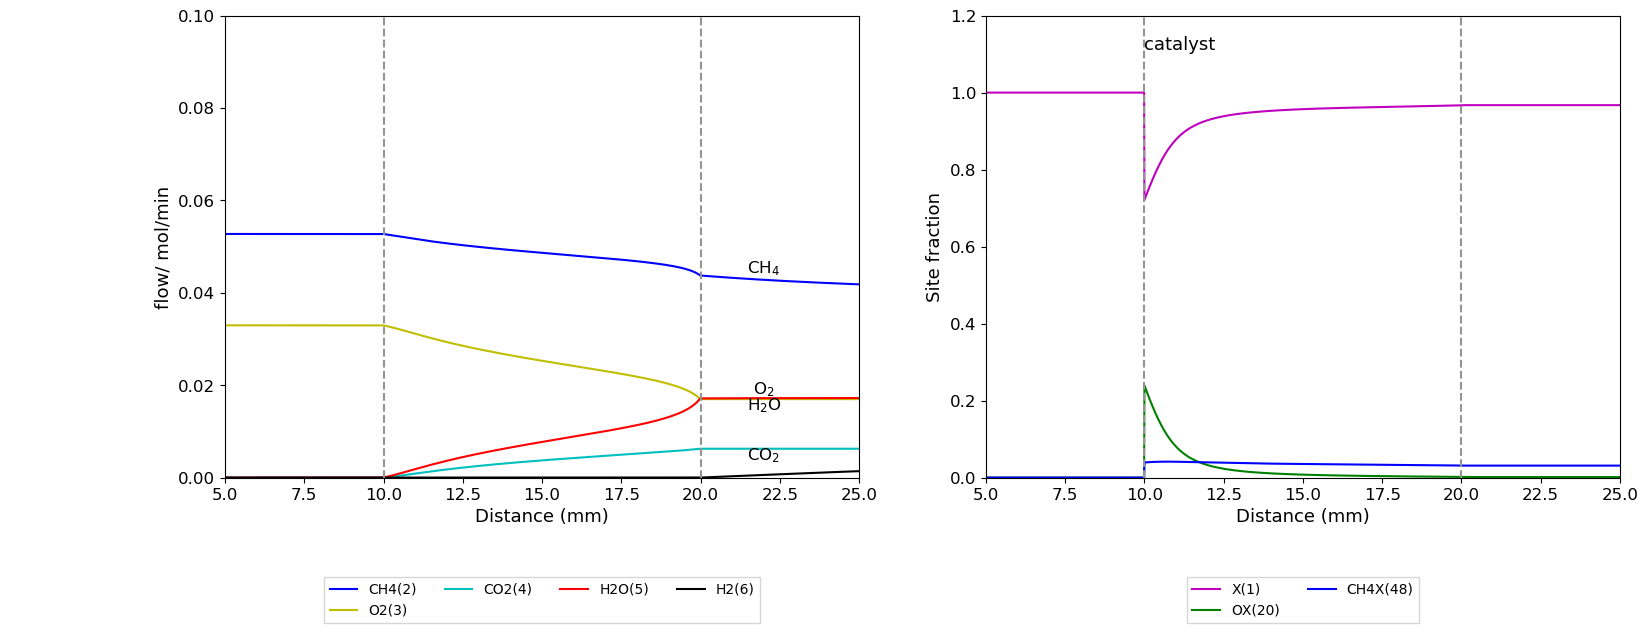 0.10
0.08
0.06
0.04
0.02
0.00
flow/ mol/min
CH4
O2
H2O
CO2
5.0 7.5 10.0 12.5 15.0 17.5 20.0 22.5 25.0
Distance (mm)
CH4(2) CO2(4) H2O(5) H2(6)
O2(3)
1.2
1.0
0.8
0.6
0.4
0.2
0.0
Site fraction
catalyst
5.0 7.5 10.0 12.5 15.0 17.5 20.0 22.5 25.0
Distance (mm)
X(1) CH4X(48)
OX(20)